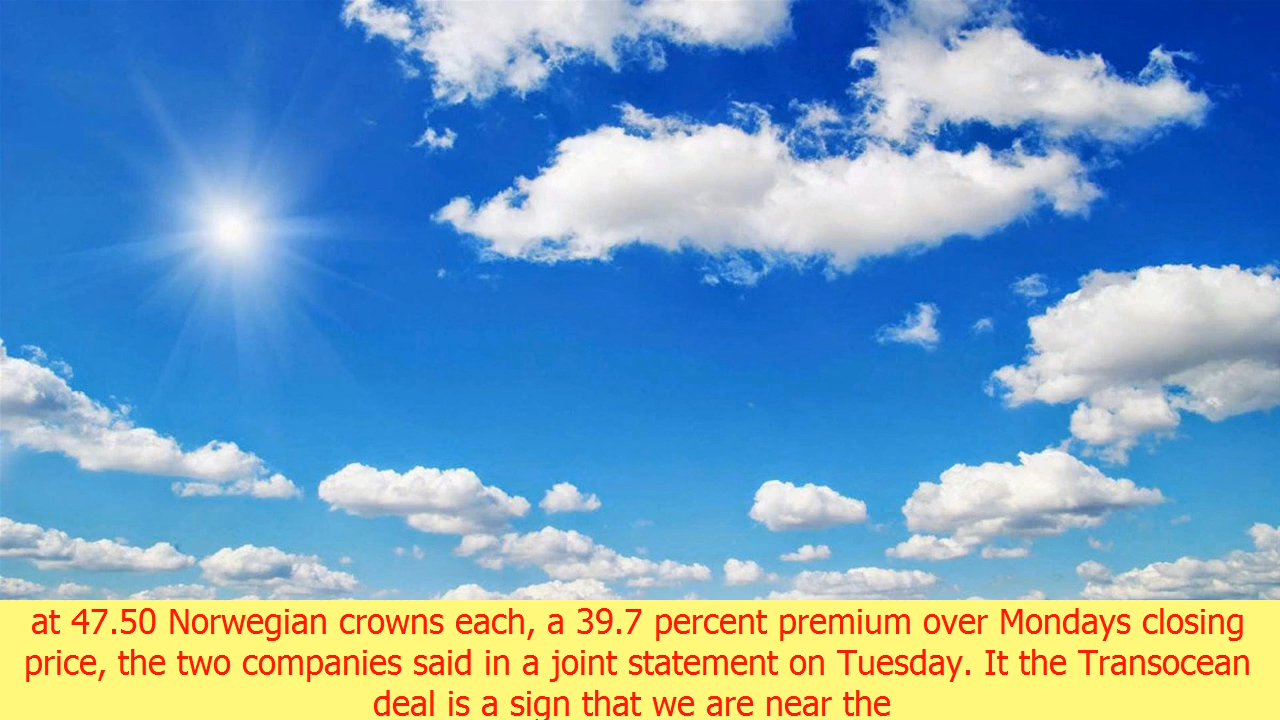 at 47.50 Norwegian crowns each, a 39.7 percent premium over Mondays closing
price, the two companies said in a joint statement on Tuesday. It the Transocean
deal is a sign that we are near the